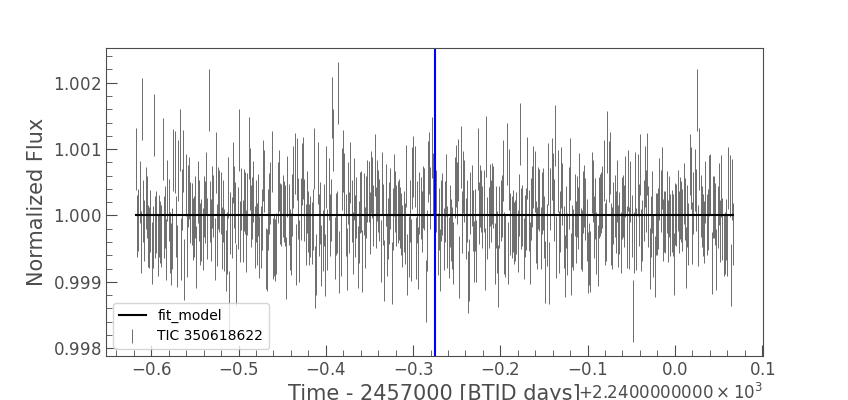 Normalized Flux
1.002
1.001
1.000
0.999
0.998
fit_model
TIC 350618622
−0.6 −0.5 −0.4 −0.3 −0.2 −0.1 0.0 0.1
Time - 2457000 [BTJD days] +2.2400000000 × 10³